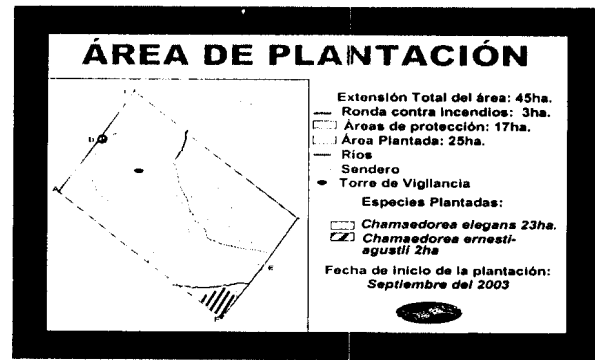 ÁREA DE PLANTACIÓN
Extensión Total del área: 45ha.
Ronda contra Incendios: 3ha.
Áreas de protección: 17ha.
Área Plantada: 25ha.
Ríos
Sendero
Torre de Vigilancia
Especies Plantadas:
Chamaedorea elegans 23ha.
Chamaedorea ernesti-
agustii 2ha
Fecha de inicio de la plantación:
Septiembre del 2003
A
E